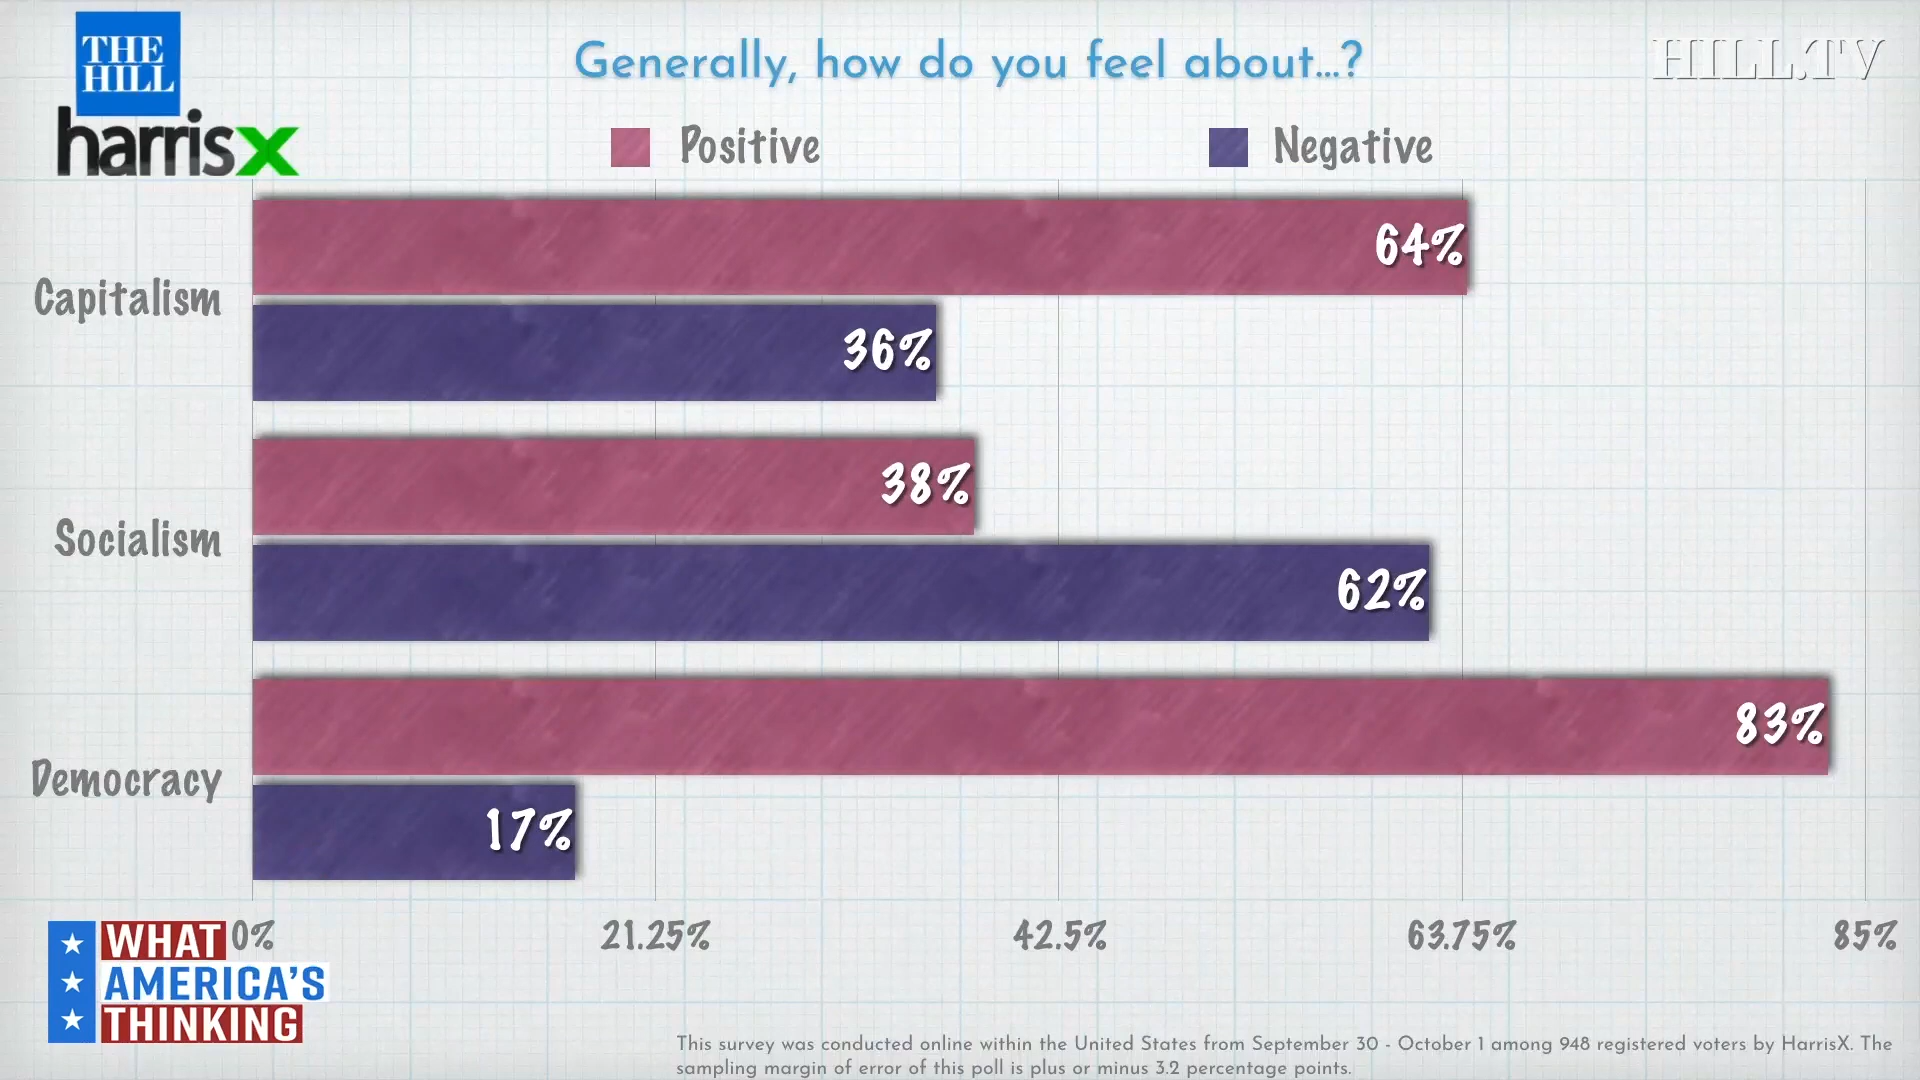 THE
HILL
harrisx
Generally, how do you feel about...?
HILL.TV
Positive
Negative
Capitalism
64%
36%
Socialism
38%
62%
Democracy
83%
17%
0%
21.25%
42.5%
63.75%
85%
WHAT
AMERICA'S
THINKING
This survey was conducted online within the United States from September 30 - October 1 among 948 registered voters by HarrisX. The
sampling margin of error of this poll is plus or minus 3.2 percentage points.